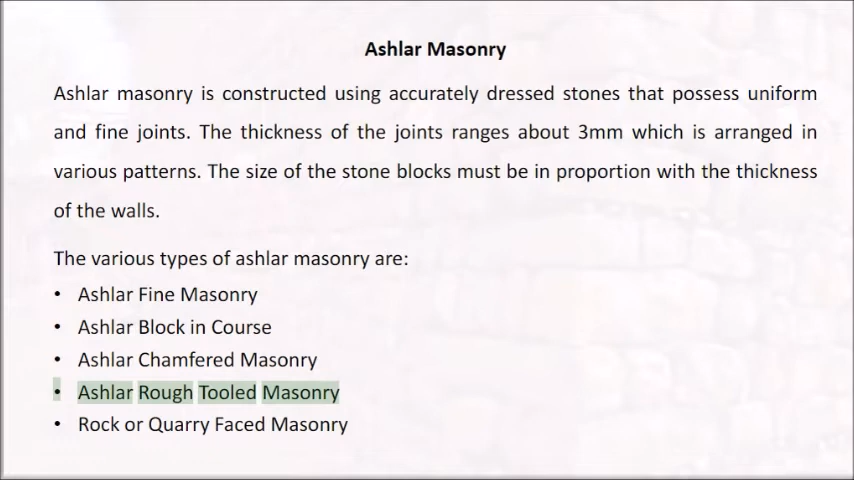 Ashlar Masonry
Ashlar masonry is constructed using accurately dressed stones that possess uniform
and fine joints. The thickness of the joints ranges about 3mm which is arranged in
various patterns. The size of the stone blocks must be in proportion with the thickness
of the walls.
The various types of ashlar masonry are:
• Ashlar Fine Masonry
• Ashlar Block in Course
• Ashlar Chamfered Masonry
• Ashlar Rough Tooled Masonry
• Rock or Quarry Faced Masonry